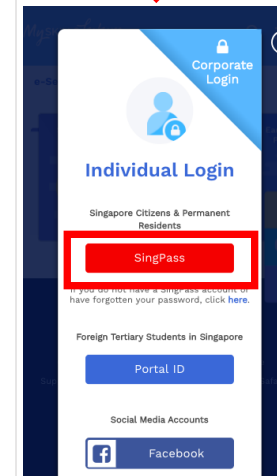 Corporate
Login
Individual Login
Singapore Citizens & Permanent
Residents
SingPass
If you do not have a SingPass account or
have forgotten your password, click here.
Foreign Tertiary Students in Singapore
Portal ID
Social Media Accounts
Facebook